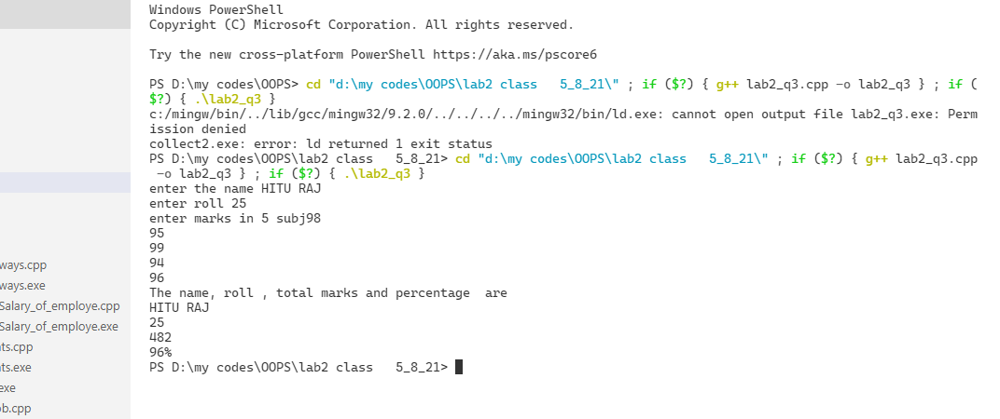 Windows PowerShell
Copyright (C) Microsoft Corporation. All rights reserved.
Try the new cross-platform PowerShell https://aka.ms/pscore6
PS D:\my codes\OOPS> cd "d:\my codes\OOPS\lab2 class   5_8_21\" ; if ($?) { g++ lab2_q3.cpp -o lab2_q3 } ; if (
$?) { .\lab2_q3 }
c:/mingw/bin/../lib/gcc/mingw32/9.2.0/../../../../mingw32/bin/ld.exe: cannot open output file lab2_q3.exe: Perm
ission denied
collect2.exe: error: ld returned 1 exit status
PS D:\my codes\OOPS\lab2 class   5_8_21> cd "d:\my codes\OOPS\lab2 class   5_8_21\" ; if ($?) { g++ lab2_q3.cpp
 -o lab2_q3 } ; if ($?) { .\lab2_q3 }
enter the name HITU RAJ
enter roll 25
enter marks in 5 subj98
95
99
94
96
The name, roll , total marks and percentage  are
HITU RAJ
25
482
96%
PS D:\my codes\OOPS\lab2 class   5_8_21>
ways.cpp
ways.exe
Salary_of_employe.cpp
Salary_of_employe.exe
ts.cpp
ts.exe
exe
b.cpp